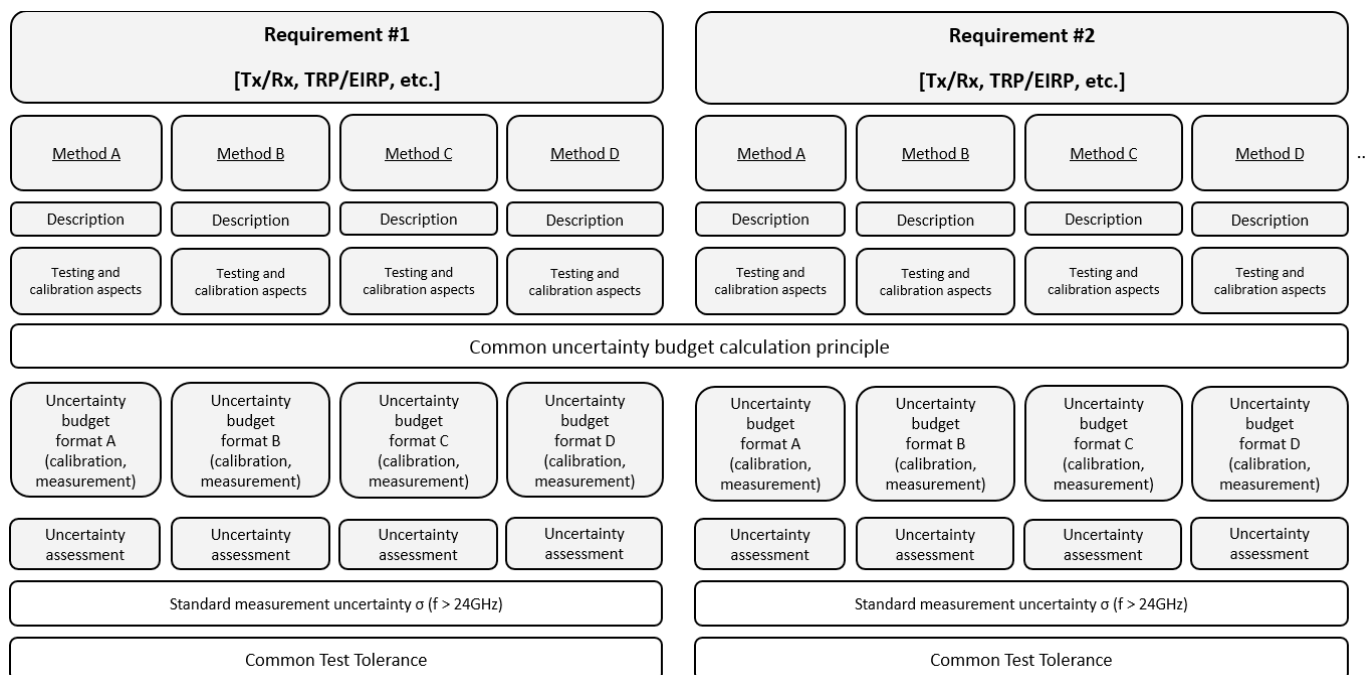 Requirement #1
[Tx/Rx, TRP/EIRP, etc.]
Requirement #2
[Tx/Rx, TRP/EIRP, etc.]
Method A
Method B
Method C
Method D
Method A
Method B
Method C
Method D
..
Description
Description
Description
Description
Description
Description
Description
Description
Testing and
calibration aspects
Testing and
calibration aspects
Testing and
calibration aspects
Testing and
calibration aspects
Testing and
calibration aspects
Testing and
calibration aspects
Testing and
calibration aspects
Testing and
calibration aspects
Common uncertainty budget calculation principle
Uncertainty
budget
format A
(calibration,
measurement)
Uncertainty
budget
format B
(calibration,
measurement)
Uncertainty
budget
format C
(calibration,
measurement)
Uncertainty
budget
format D
(calibration,
measurement)
Uncertainty
budget
format A
(calibration,
measurement)
Uncertainty
budget
format B
(calibration,
measurement)
Uncertainty
budget
format C
(calibration,
measurement)
Uncertainty
budget
format D
(calibration,
measurement)
Uncertainty
assessment
Uncertainty
assessment
Uncertainty
assessment
Uncertainty
assessment
Uncertainty
assessment
Uncertainty
assessment
Uncertainty
assessment
Uncertainty
assessment
Standard measurement uncertainty σ (f > 24GHz)
Standard measurement uncertainty σ (f > 24GHz)
Common Test Tolerance
Common Test Tolerance